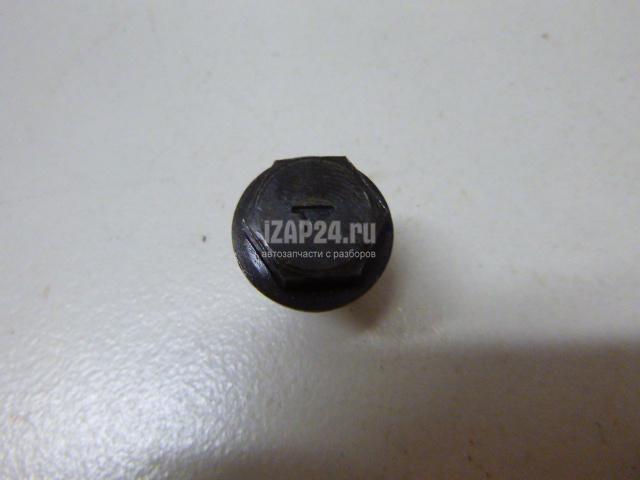 iZAP24.ru
автозапчасти с разборов